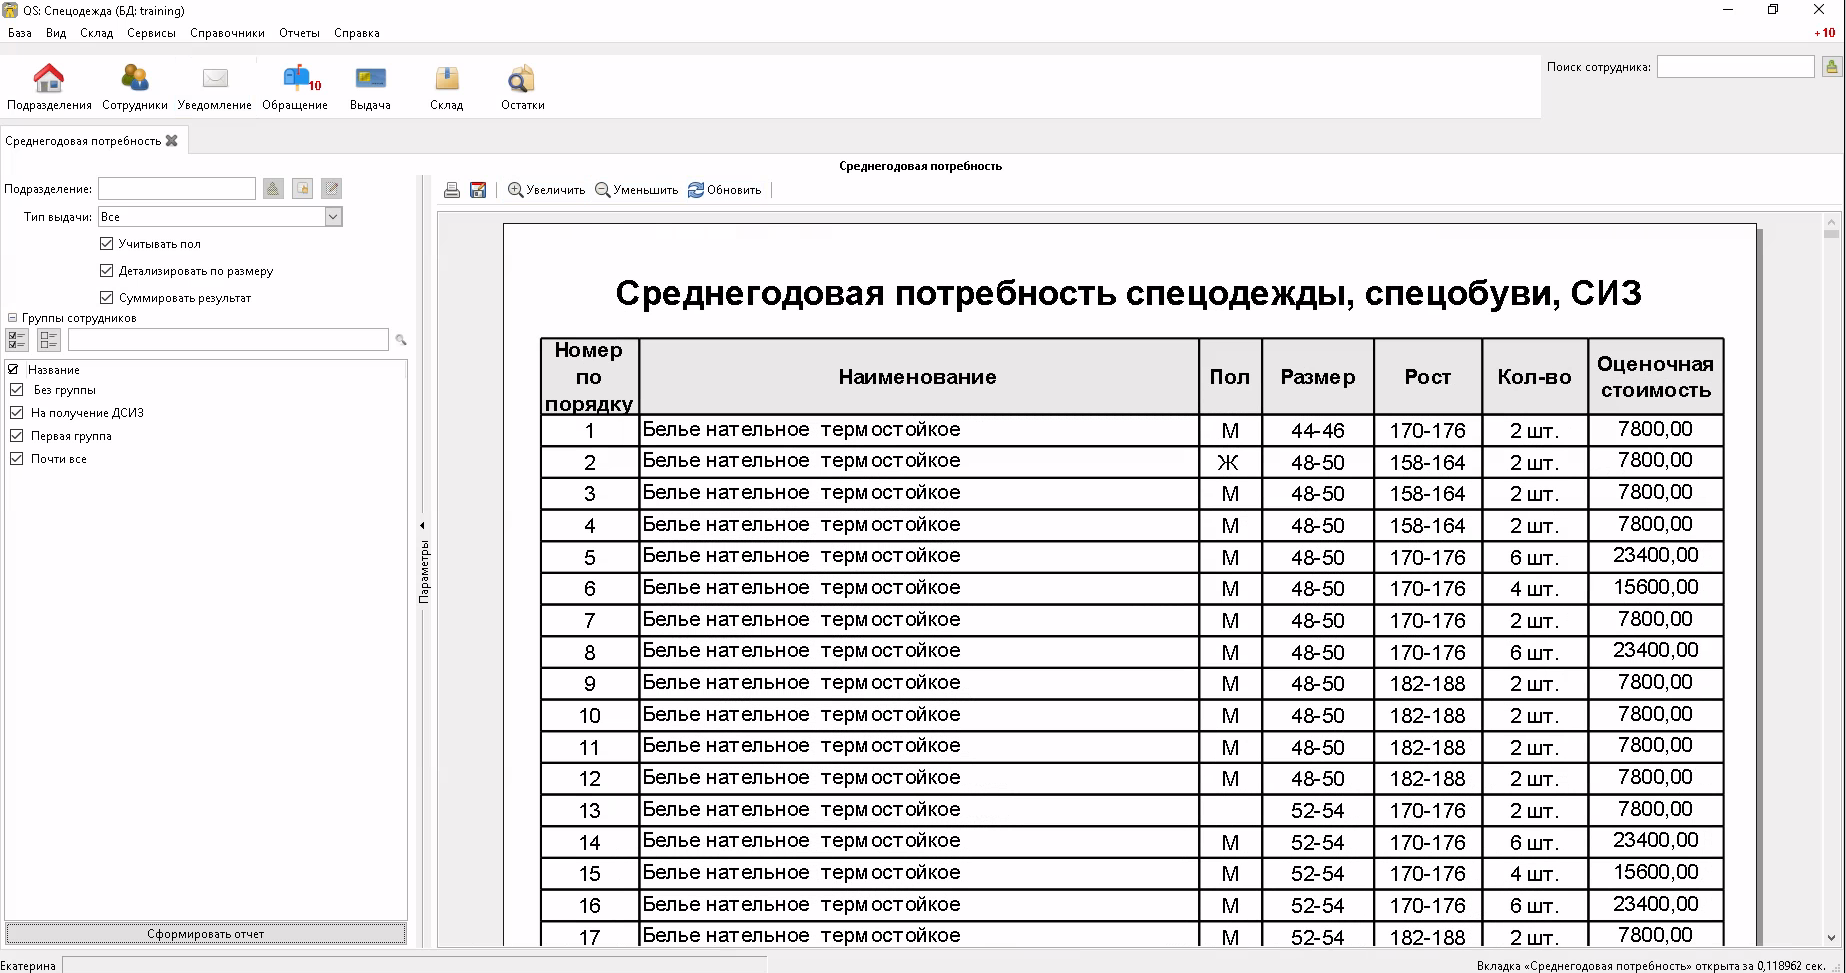 QS: Спецодежда (БД: training)
База Вид Склад Сервисы Справочники Отчеты Справка
+10
Подразделения Сотрудники Уведомление Обращение 10 Выдача Склад Остатки
Поиск сотрудника:
Среднегодовая потребность
Среднегодовая потребность
Подразделение:
Тип выдачи: Все
Учитывать пол
Детализировать по размеру
Суммировать результат
Группы сотрудников
Название
Без группы
На получение ДСИЗ
Первая группа
Почти все
Сформировать отчет
Параметры
Увеличить Уменьшить Обновить
Среднегодовая потребность спецодежды, спецобуви, СИЗ
Номер по порядку Наименование Пол Размер Рост Кол-во Оценочная стоимость
1 Белье нательное термостойкое М 44-46 170-176 2 шт. 7800,00
2 Белье нательное термостойкое Ж 48-50 158-164 2 шт. 7800,00
3 Белье нательное термостойкое М 48-50 158-164 2 шт. 7800,00
4 Белье нательное термостойкое М 48-50 158-164 2 шт. 7800,00
5 Белье нательное термостойкое М 48-50 170-176 6 шт. 23400,00
6 Белье нательное термостойкое М 48-50 170-176 4 шт. 15600,00
7 Белье нательное термостойкое М 48-50 170-176 2 шт. 7800,00
8 Белье нательное термостойкое М 48-50 170-176 6 шт. 23400,00
9 Белье нательное термостойкое М 48-50 182-188 2 шт. 7800,00
10 Белье нательное термостойкое М 48-50 182-188 2 шт. 7800,00
11 Белье нательное термостойкое М 48-50 182-188 2 шт. 7800,00
12 Белье нательное термостойкое М 48-50 182-188 2 шт. 7800,00
13 Белье нательное термостойкое 52-54 170-176 2 шт. 7800,00
14 Белье нательное термостойкое М 52-54 170-176 6 шт. 23400,00
15 Белье нательное термостойкое М 52-54 170-176 4 шт. 15600,00
16 Белье нательное термостойкое М 52-54 170-176 6 шт. 23400,00
17 Белье нательное термостойкое М 52-54 182-188 2 шт. 7800,00
Екатерина
Вкладка «Среднегодовая потребность» открыта за 0,118962 сек.